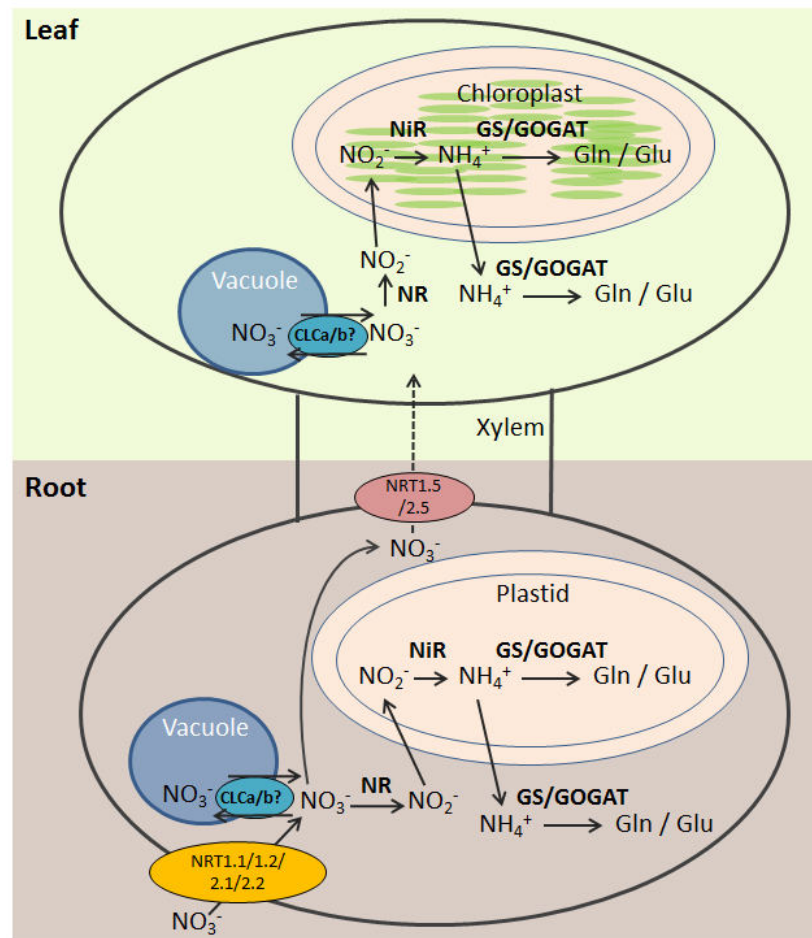 Leaf
Chloroplast
NiR GS/GOGAT
NO₂⁻ NH₄⁺ Gln / Glu
NO₂⁻ GS/GOGAT
Vacuole NR NH₄⁺ Gln / Glu
NO₃⁻ CLCa/b? NO₃⁻
Xylem
Root
NRT1.5
/2.5
NO₃⁻
Plastid
NiR GS/GOGAT
NO₂⁻ NH₄⁺ Gln / Glu
Vacuole
NO₃⁻ CLCa/b? NO₃⁻ NR NO₂⁻ GS/GOGAT
NH₄⁺ Gln / Glu
NRT1.1/1.2/
2.1/2.2
NO₃⁻